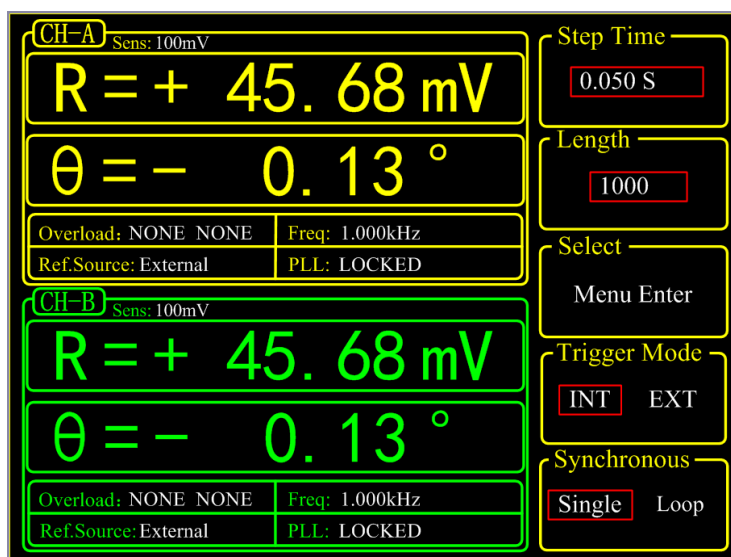 CH-A Sens: 100mV
R = + 45.68 mV
θ = - 0.13 °
Overload: NONE NONE Freq: 1.000kHz
Ref.Source: External PLL: LOCKED
CH-B Sens: 100mV
R = + 45.68 mV
θ = - 0.13 °
Overload: NONE NONE Freq: 1.000kHz
Ref.Source: External PLL: LOCKED
Step Time
0.050 S
Length
1000
Select
Menu Enter
Trigger Mode
INT EXT
Synchronous
Single Loop